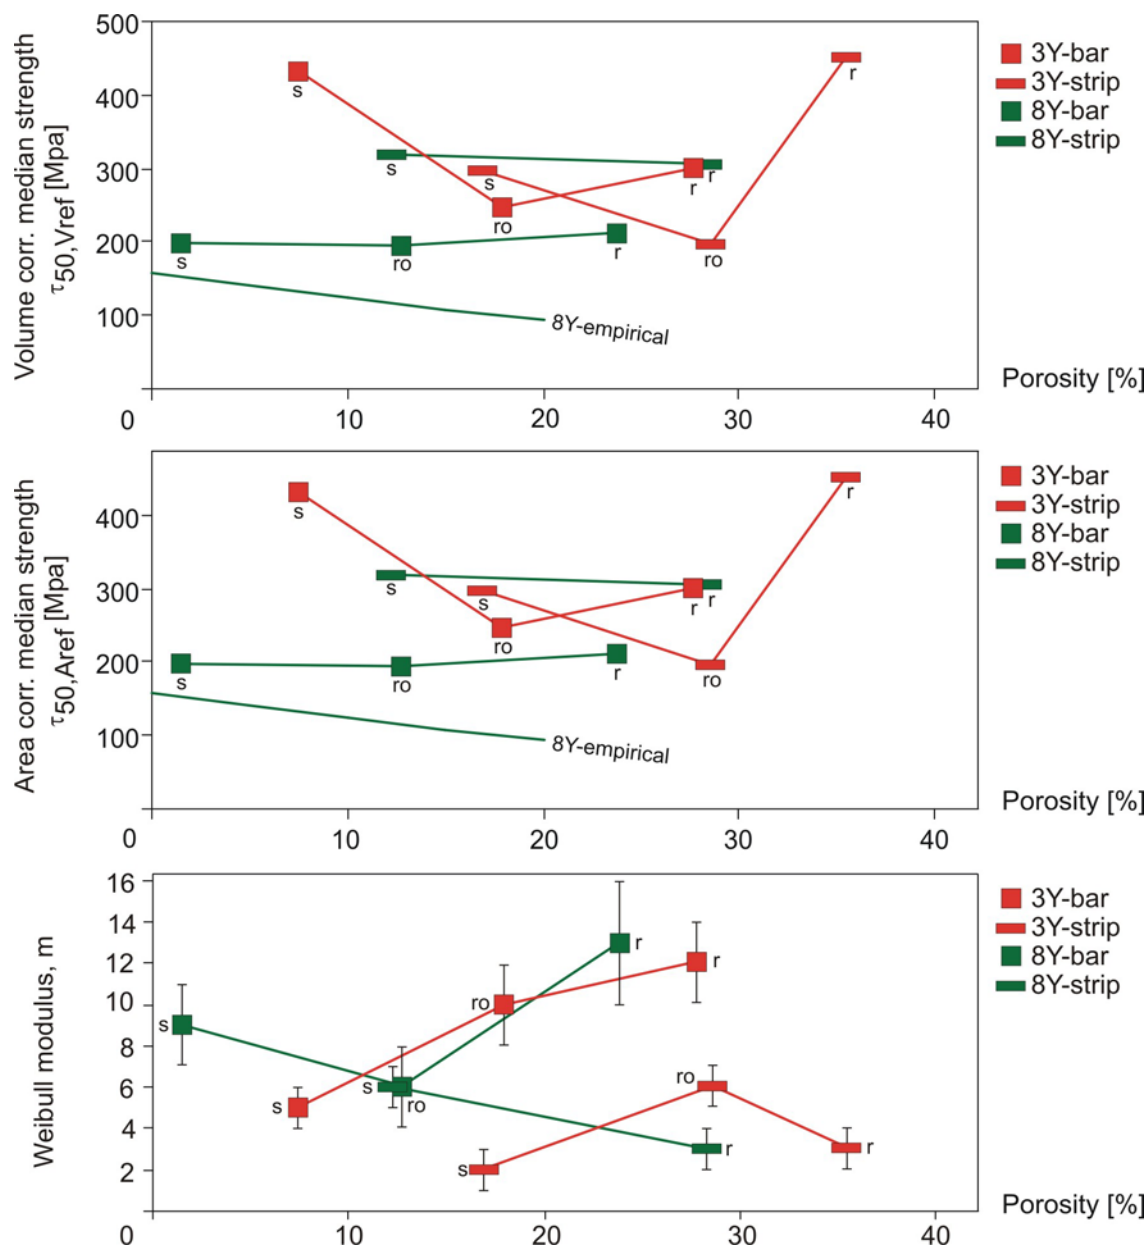 Volume corr. median strength
τ50,Vref [Mpa]
500
400
300
200
100
0
10
20
30
40
Porosity [%]
s
ro
r
s
ro
r
s
ro
r
s
r
8Y-empirical
3Y-bar
3Y-strip
8Y-bar
8Y-strip
Area corr. median strength
τ50,Aref [Mpa]
400
300
200
100
0
10
20
30
40
Porosity [%]
s
ro
r
s
ro
r
s
ro
r
s
r
8Y-empirical
3Y-bar
3Y-strip
8Y-bar
8Y-strip
Weibull modulus, m
16
14
12
10
8
6
4
2
0
10
20
30
40
Porosity [%]
s
ro
r
s
ro
r
s
ro
r
s
r
3Y-bar
3Y-strip
8Y-bar
8Y-strip